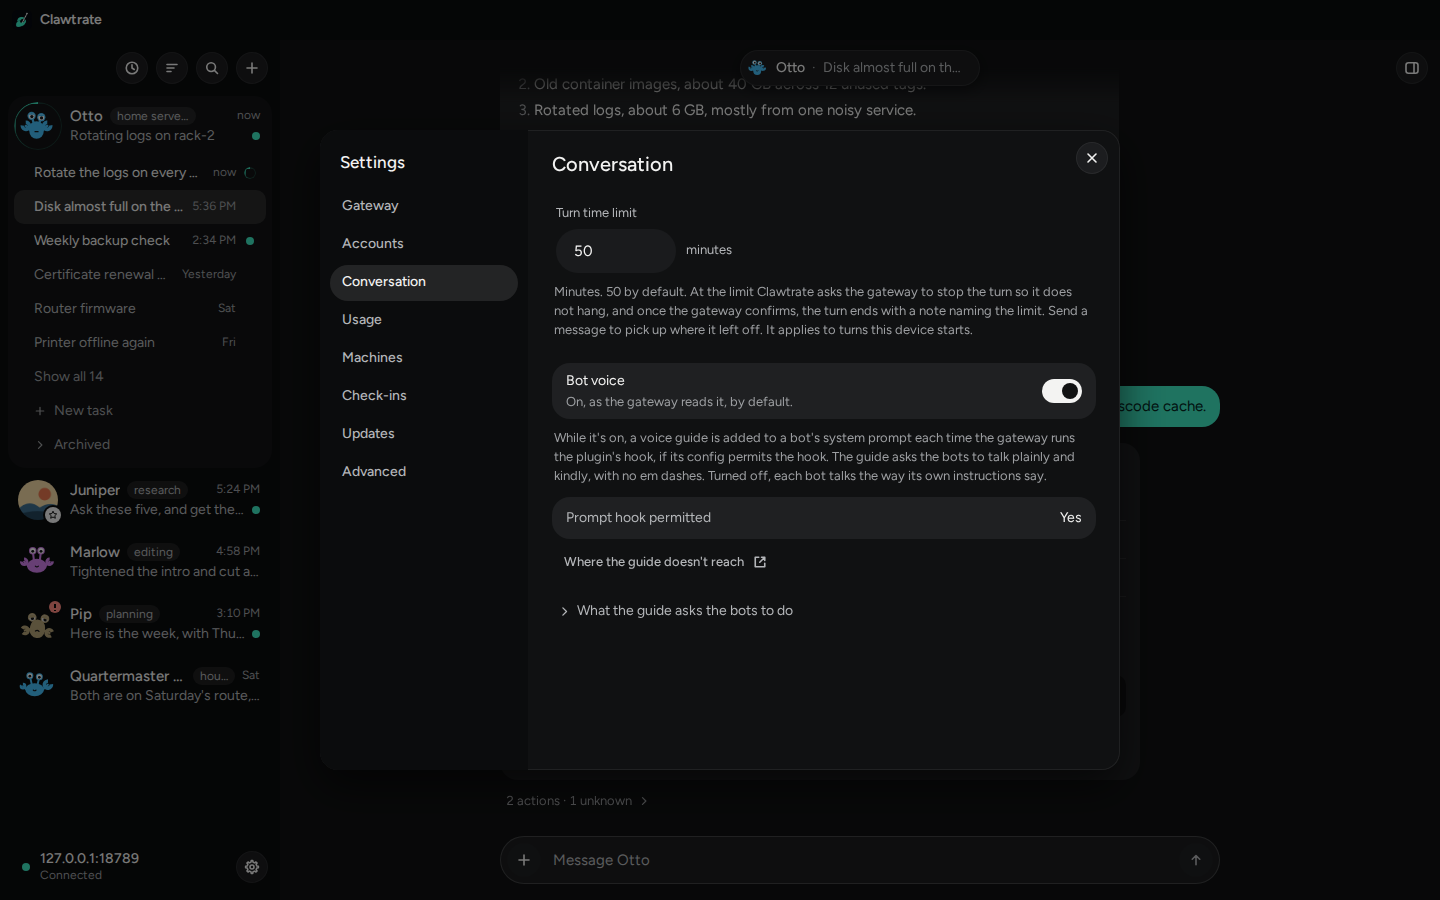 Clawtrate
Otto home serve... now
Rotating logs on rack-2
Rotate the logs on every ... now
Disk almost full on the ... 5:36 PM
Weekly backup check 2:34 PM
Certificate renewal ... Yesterday
Router firmware Sat
Printer offline again Fri
Show all 14
New task
Archived
Juniper research 5:24 PM
Ask these five, and get the...
Marlow editing 4:58 PM
Tightened the intro and cut a...
Pip planning 3:10 PM
Here is the week, with Thu...
Quartermaster ... hou... Sat
Both are on Saturday's route,...
127.0.0.1:18789
Connected
Otto · Disk almost full on th...
2. Old container images, about 40 GB across 12 unused tags.
3. Rotated logs, about 6 GB, mostly from one noisy service.
Settings
Gateway
Accounts
Conversation
Usage
Machines
Check-ins
Updates
Advanced
Conversation
Turn time limit
50 minutes
Minutes. 50 by default. At the limit Clawtrate asks the gateway to stop the turn so it does
not hang, and once the gateway confirms, the turn ends with a note naming the limit. Send a
message to pick up where it left off. It applies to turns this device starts.
Bot voice
On, as the gateway reads it, by default.
While it's on, a voice guide is added to a bot's system prompt each time the gateway runs
the plugin's hook, if its config permits the hook. The guide asks the bots to talk plainly and
kindly, with no em dashes. Turned off, each bot talks the way its own instructions say.
Prompt hook permitted Yes
Where the guide doesn't reach
What the guide asks the bots to do
scode cache.
2 actions · 1 unknown
Message Otto